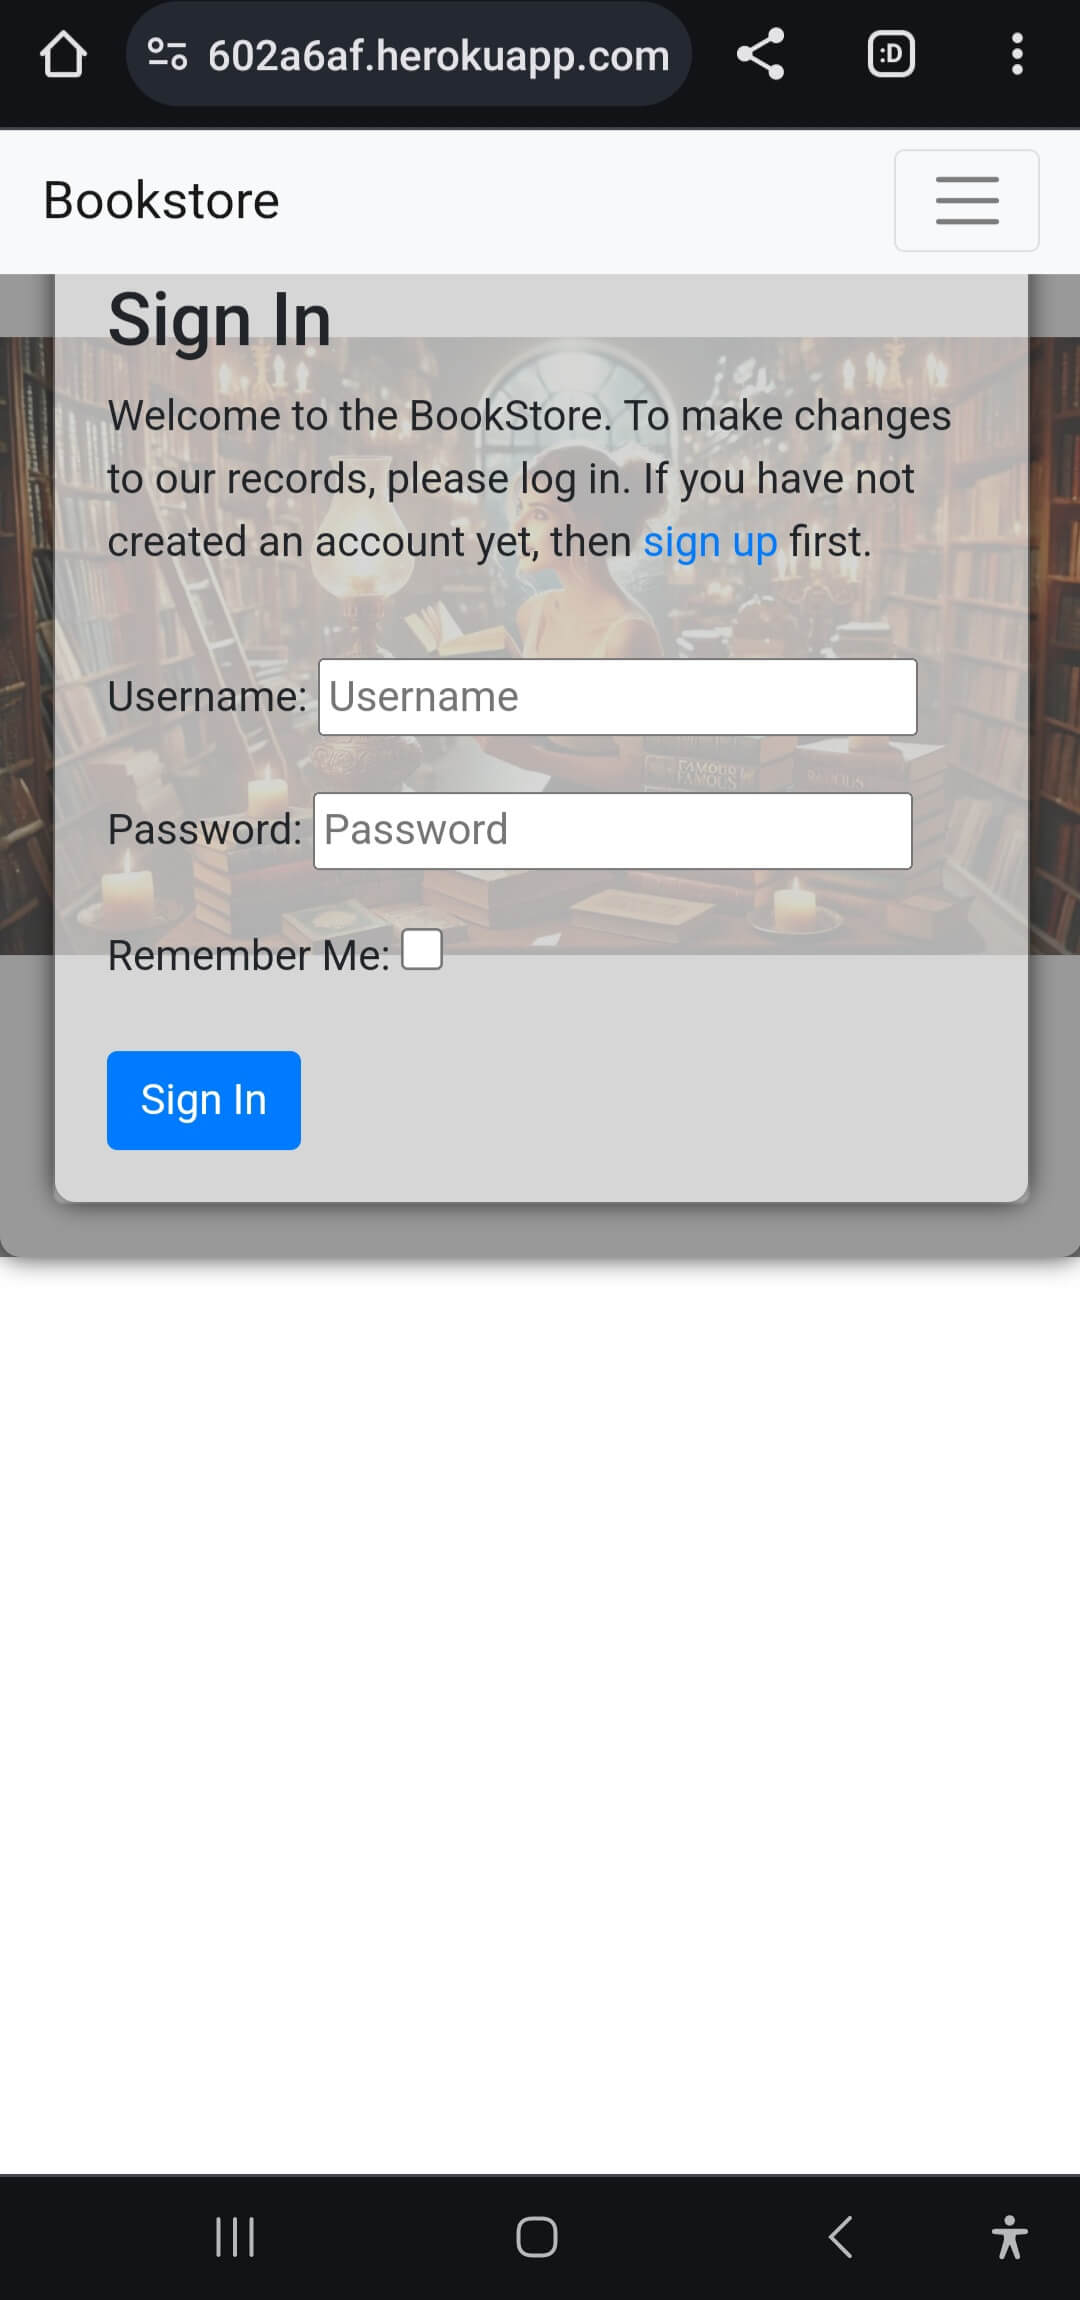 602a6af.herokuapp.com
:D
Bookstore
Sign In
Welcome to the BookStore. To make changes
to our records, please log in. If you have not
created an account yet, then sign up first.
Username: Username
FAMOUS
FAMOUS
Password: Password
Remember Me:
Sign In